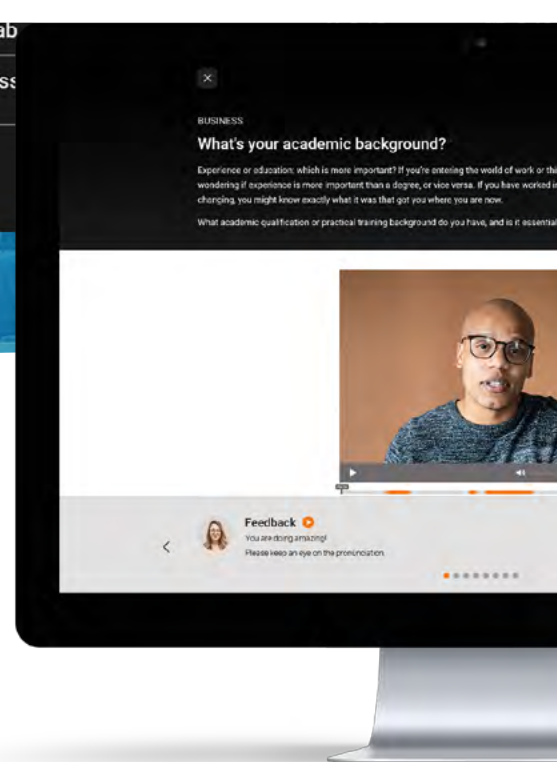 ab
ss
BUSINESS
What's your academic background?
Experience or education: which is more important? If you're entering the world of work or thi
wondering if experience is more important than a degree, or vice versa. If you have worked i
changing, you might know exactly what it was that got you where you are now.
What academic qualification or practical training background do you have, and is it essential
Feedback
You are doing amazing!
Please keep an eye on the pronunciation.